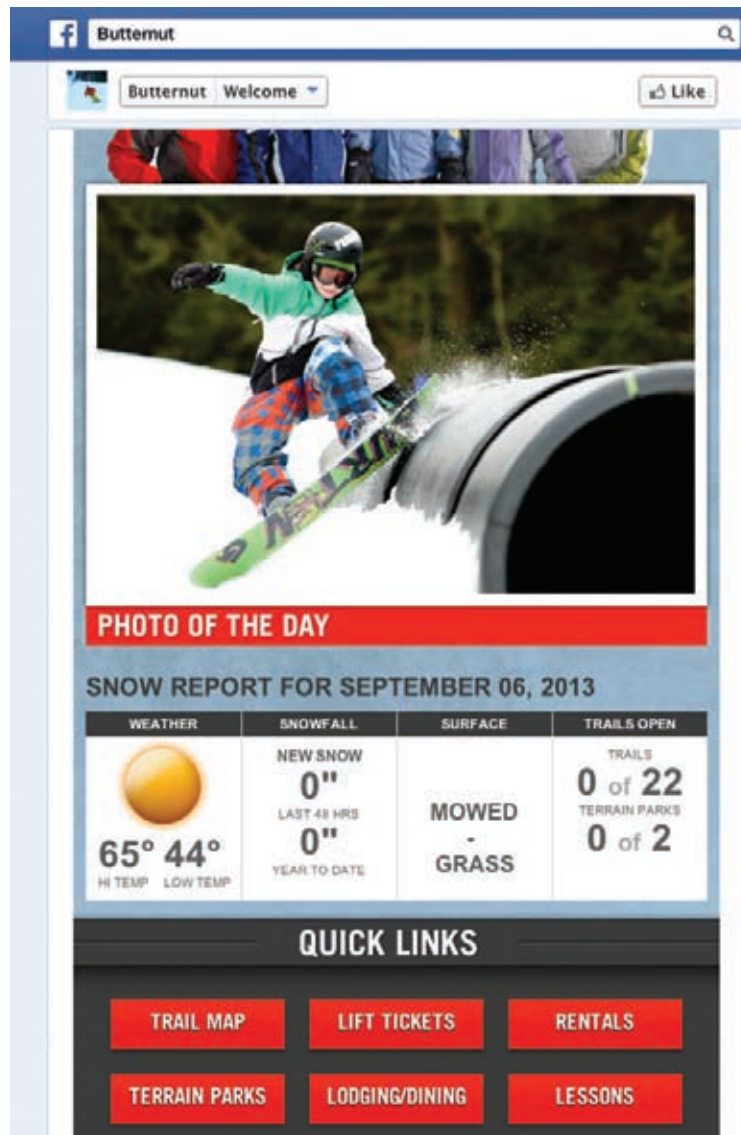 f Butternut
Butternut Welcome Like
PHOTO OF THE DAY
SNOW REPORT FOR SEPTEMBER 06, 2013
WEATHER SNOWFALL SURFACE TRAILS OPEN
NEW SNOW TRAILS
0" 0 of 22
LAST 48 HRS MOWED TERRAIN PARKS
65° 44° 0" - 0 of 2
HI TEMP LOW TEMP YEAR TO DATE GRASS
QUICK LINKS
TRAIL MAP LIFT TICKETS RENTALS
TERRAIN PARKS LODGING/DINING LESSONS